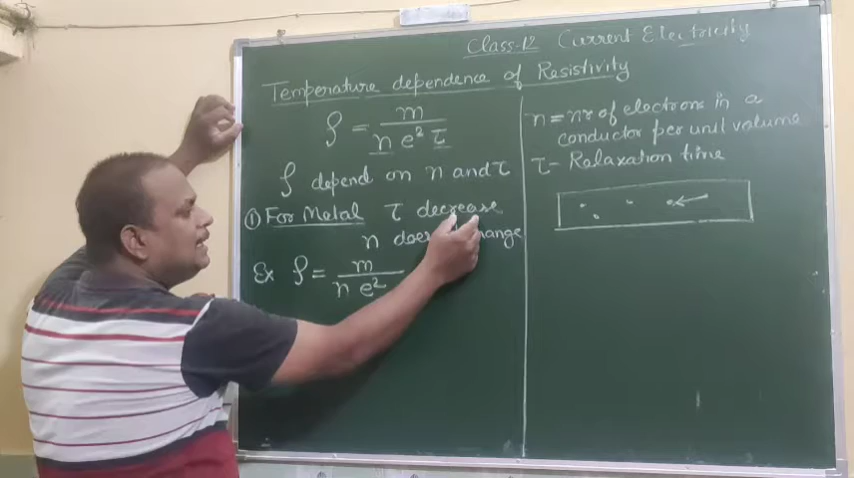 Class-12 Current Electricity
Temperature dependence of Resistivity
ρ = m / n e² τ
ρ depend on n and τ
① For Metal τ decrease
n does change
Ex ρ = m / n e²
n = nr of electrons in a
conductor per unit volume
τ - Relaxation time